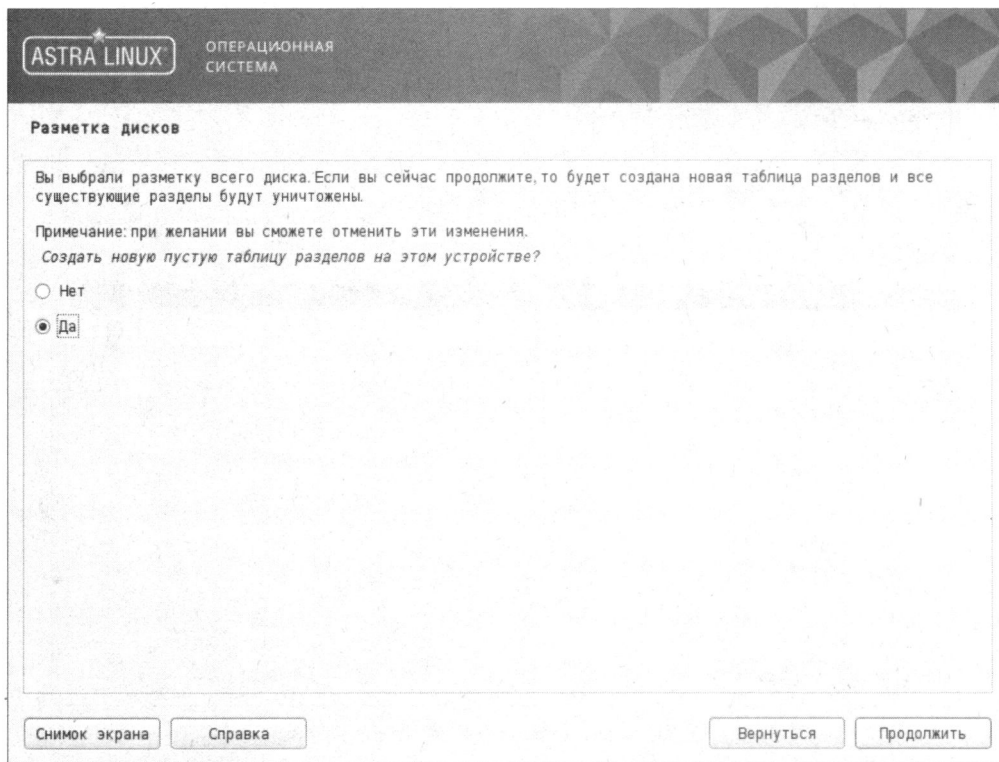 ASTRA LINUX®
ОПЕРАЦИОННАЯ
СИСТЕМА
Разметка дисков
Вы выбрали разметку всего диска. Если вы сейчас продолжите, то будет создана новая таблица разделов и все
существующие разделы будут уничтожены.
Примечание: при желании вы сможете отменить эти изменения.
Создать новую пустую таблицу разделов на этом устройстве?
Нет
Да
Снимок экрана
Справка
Вернуться
Продолжить